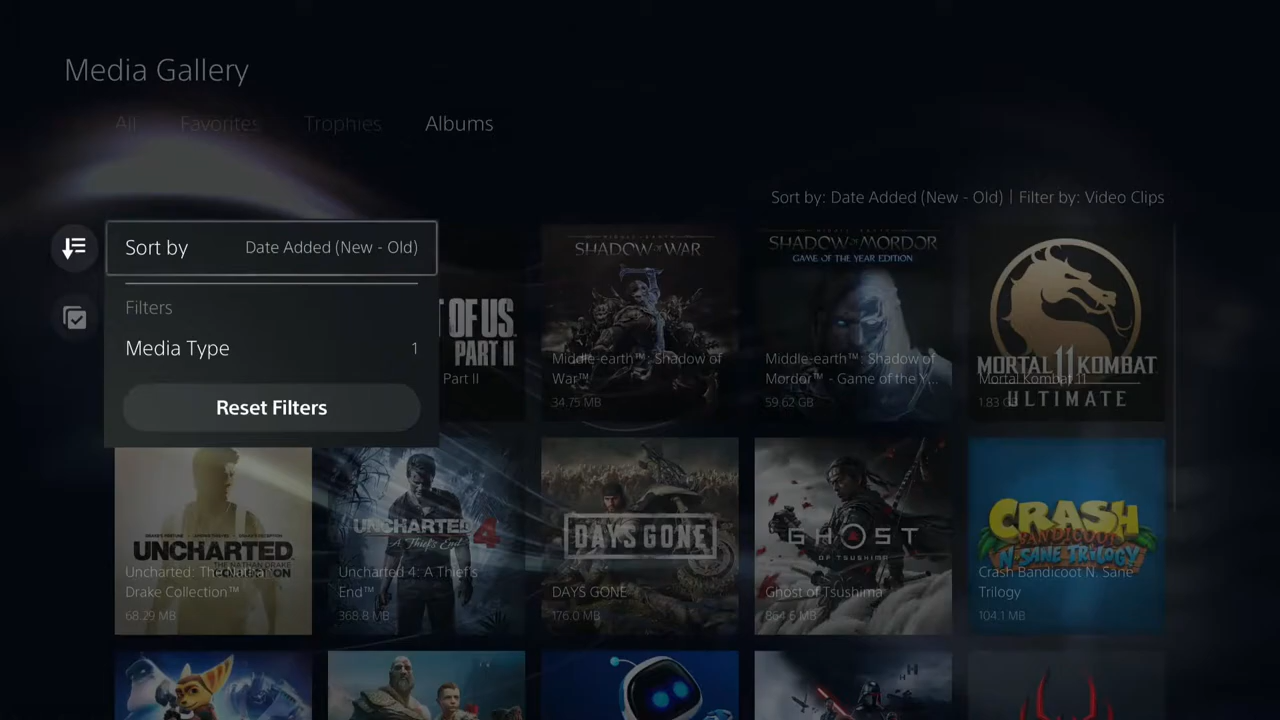 Media Gallery
All Favorites Trophies Albums
Sort by: Date Added (New - Old) | Filter by: Video Clips
Sort by Date Added (New - Old)
Filters
Media Type 1
Reset Filters
T OF US
PART II
Part II
SHADOW OF WAR
Middle-earth™: Shadow of
War™
34.75 MB
SHADOW OF MORDOR
GAME OF THE YEAR EDITION
Middle-earth™: Shadow of
Mordor™ - Game of the Y...
59.62 GB
MORTAL KOMBAT
11
ULTIMATE
Mortal Kombat 11
1.83 GB
UNCHARTED
THE NATHAN DRAKE
COLLECTION
Uncharted: The Nathan
Drake Collection™
68.29 MB
UNCHARTED 4
A Thief's End
Uncharted 4: A Thief's
End™
368.8 MB
DAYS GONE
DAYS GONE
176.0 MB
GHOST
OF TSUSHIMA
Ghost of Tsushima
864.6 MB
CRASH
BANDICOOT
N. SANE TRILOGY
Crash Bandicoot N. Sane
Trilogy
104.1 MB